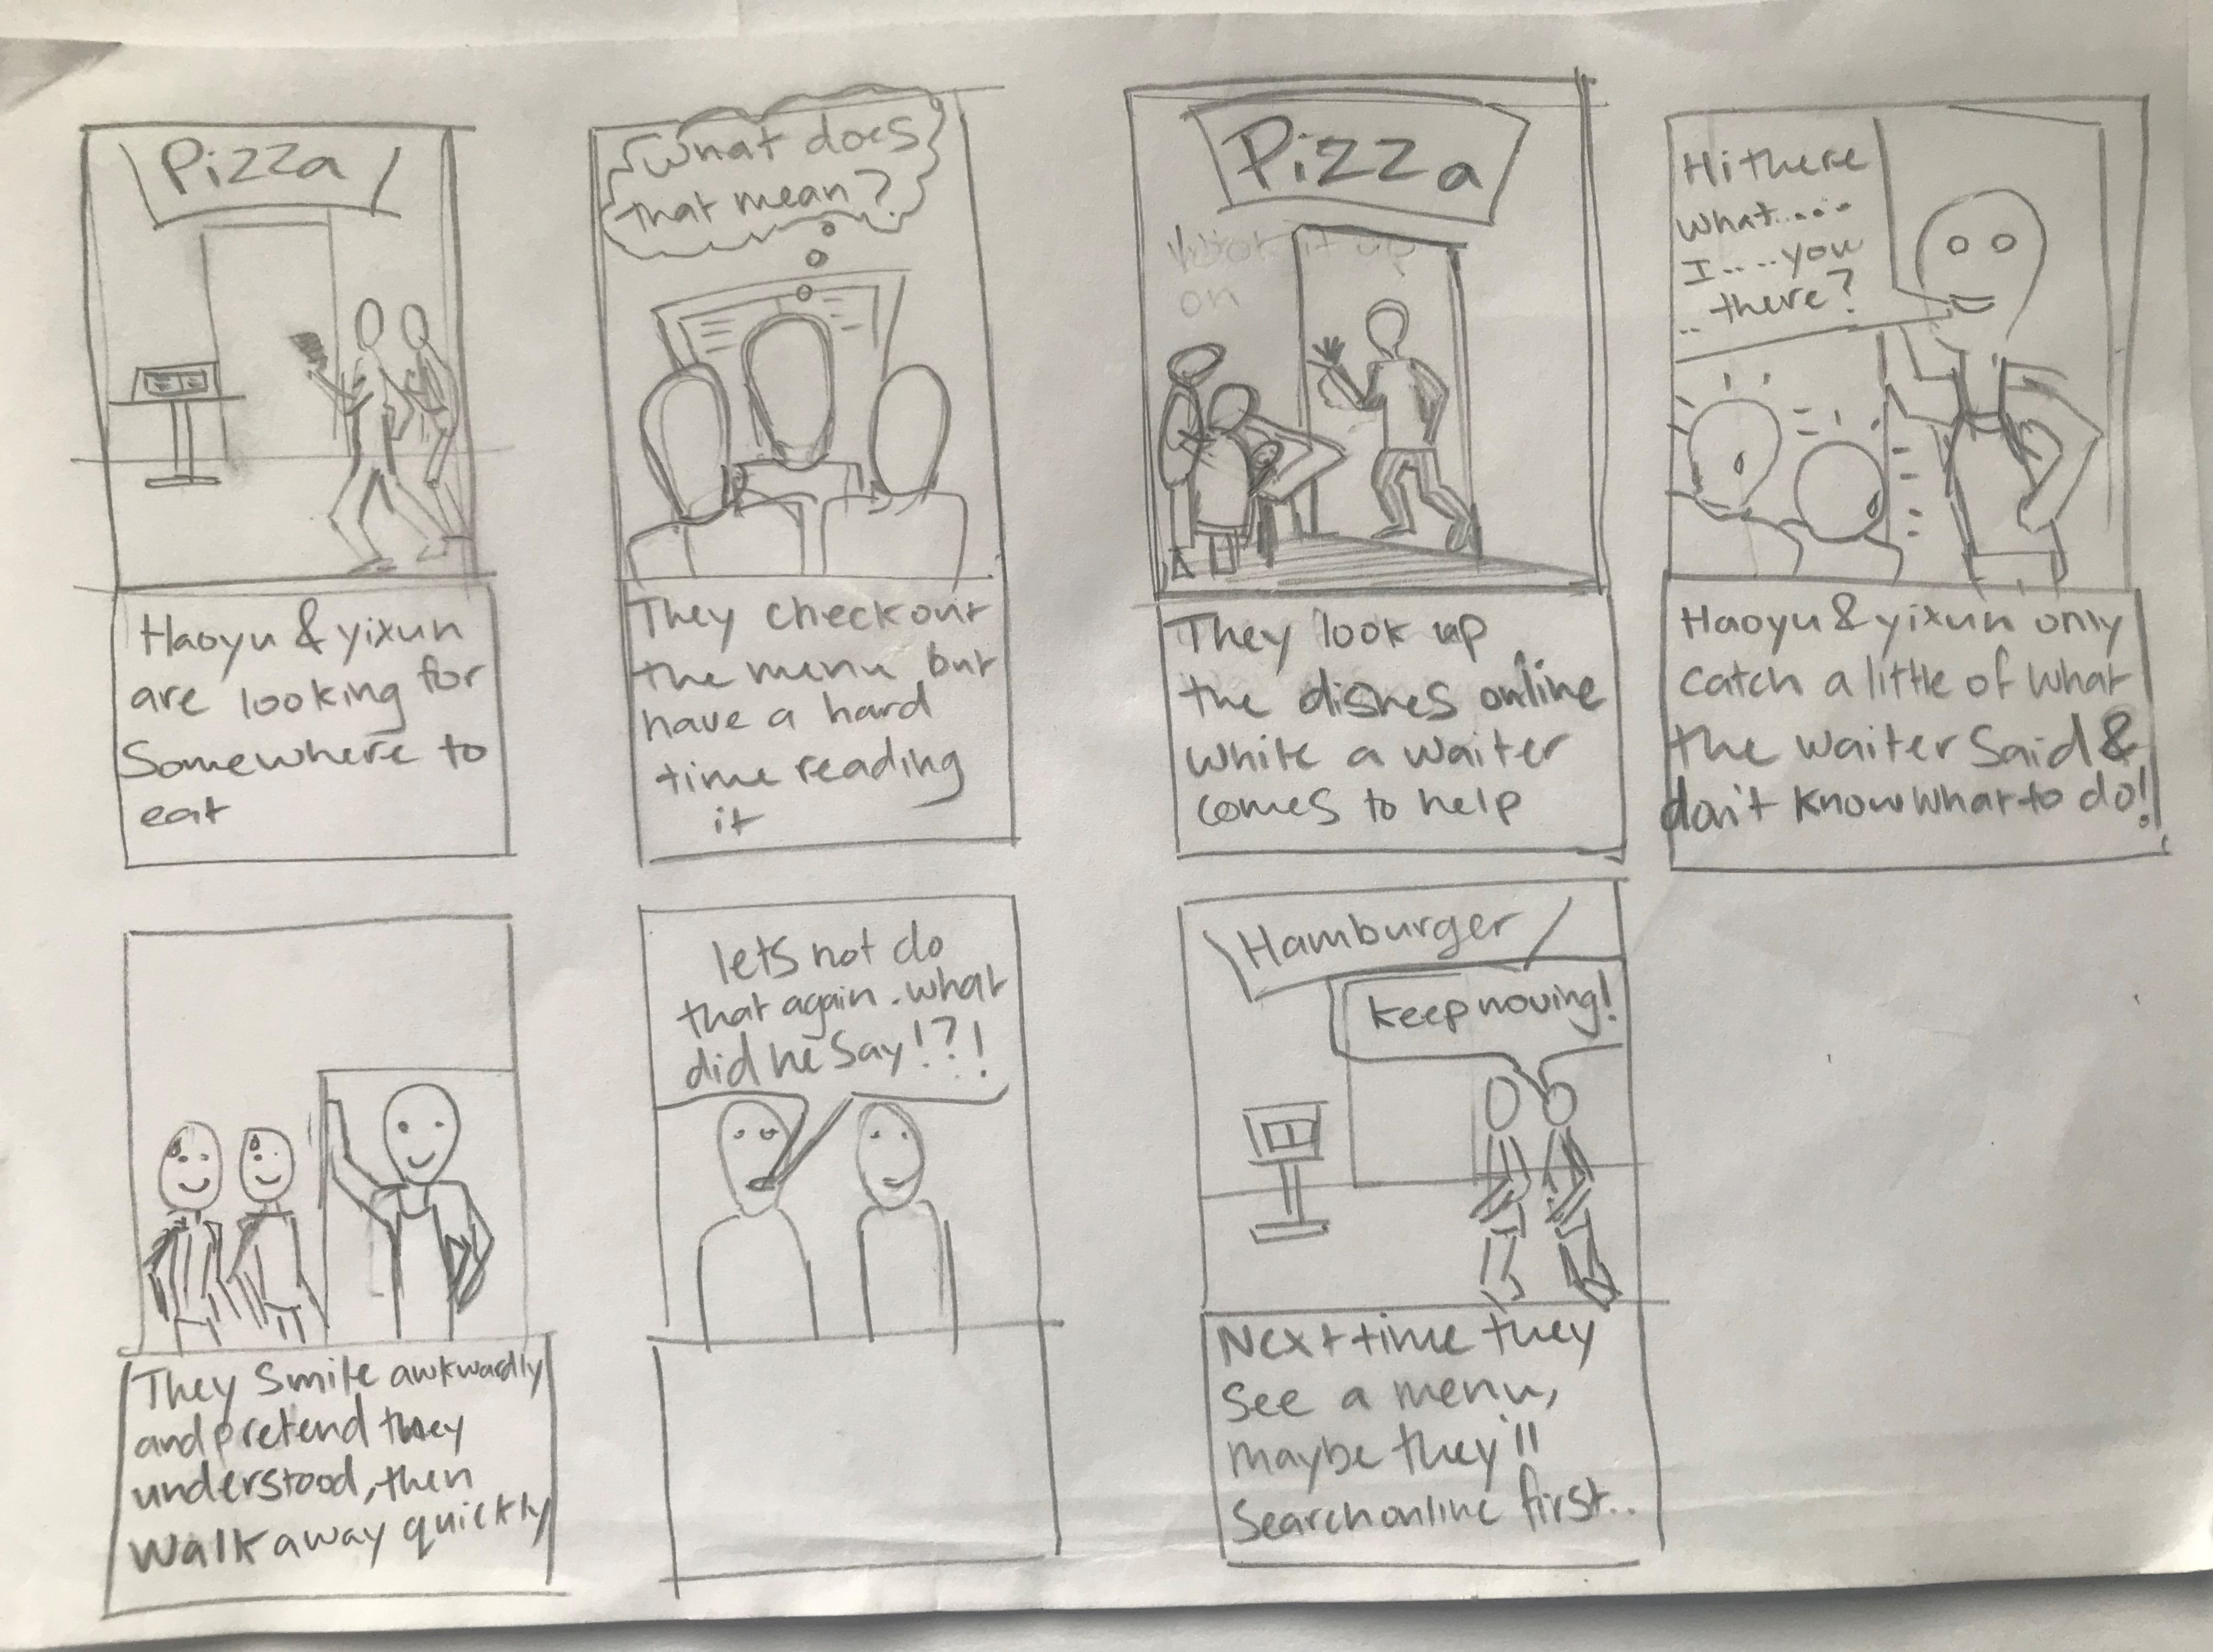 Pizza
Haoyu & yixun
are looking for
Somewhere to
eat
What does
that mean?
They check out
the menu but
have a hard
time reading
it
Pizza
look it up
on
They look up
the dishes online
while a waiter
comes to help
Hi there
what....
I....you
..there?
Haoyu & yixun only
catch a little of what
the waiter said &
don't know what to do!
They smile awkwardly
and pretend they
understood, then
walk away quickly
lets not do
that again. what
did he say!?!
Hamburger
keep moving!
Next time they
see a menu,
maybe they'll
search online first..